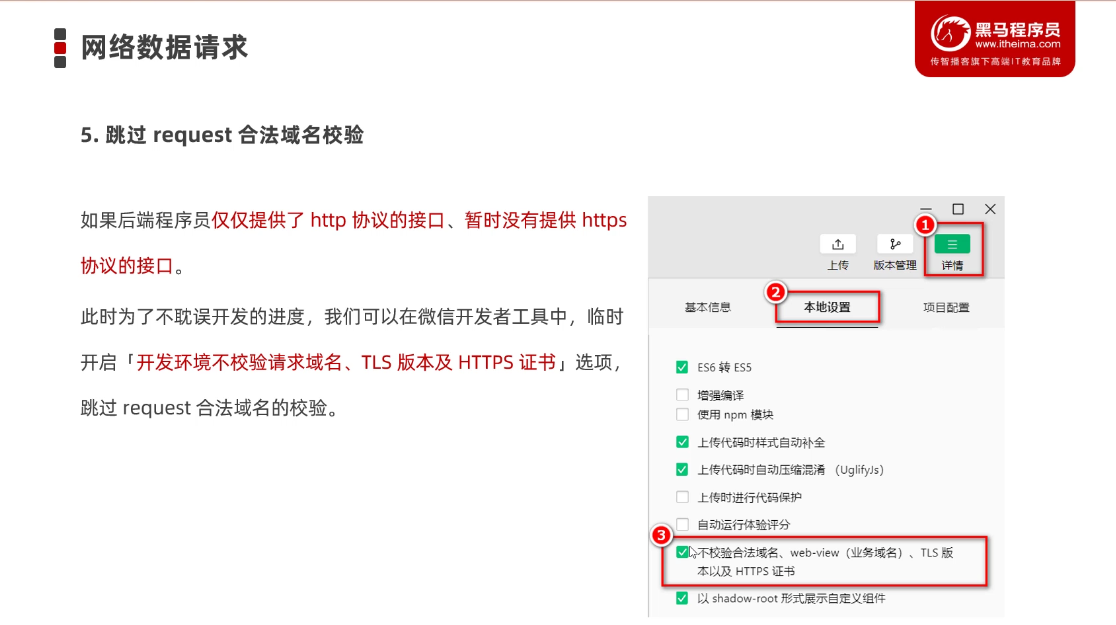 网络数据请求
黑马程序员
www.itheima.com
传智播客旗下高端IT教育品牌
5. 跳过 request 合法域名校验
如果后端程序员仅仅提供了 http 协议的接口、暂时没有提供 https
协议的接口。
此时为了不耽误开发的进度，我们可以在微信开发者工具中，临时
开启「开发环境不校验请求域名、TLS 版本及 HTTPS 证书」选项，
跳过 request 合法域名的校验。
1
上传 版本管理 详情
2
基本信息 本地设置 项目配置
ES6 转 ES5
增强编译
使用 npm 模块
上传代码时样式自动补全
上传代码时自动压缩混淆 （UglifyJs）
上传时进行代码保护
自动运行体验评分
3
不校验合法域名、web-view（业务域名）、TLS 版
本以及 HTTPS 证书
以 shadow-root 形式展示自定义组件